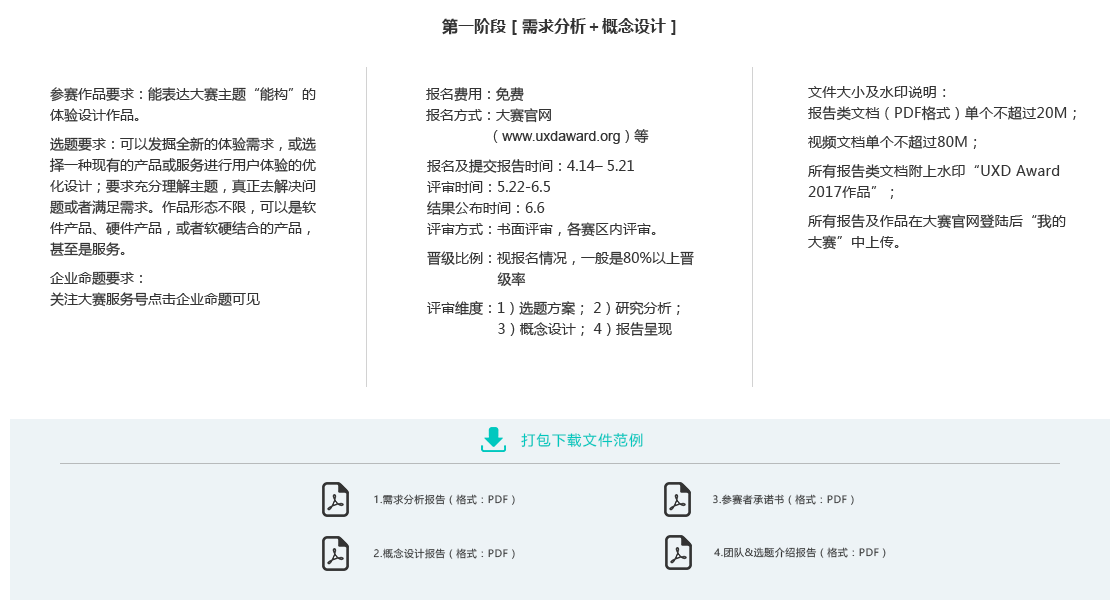 第一阶段 [ 需求分析＋概念设计 ]
参赛作品要求：能表达大赛主题“能构”的
体验设计作品。
选题要求：可以发掘全新的体验需求，或选
择一种现有的产品或服务进行用户体验的优
化设计；要求充分理解主题，真正去解决问
题或者满足需求。作品形态不限，可以是软
件产品、硬件产品，或者软硬结合的产品，
甚至是服务。
企业命题要求：
关注大赛服务号点击企业命题可见
报名费用：免费
报名方式：大赛官网
（www.uxdaward.org）等
报名及提交报告时间：4.14– 5.21
评审时间：5.22-6.5
结果公布时间：6.6
评审方式：书面评审，各赛区内评审。
晋级比例：视报名情况，一般是80%以上晋
级率
评审维度：1）选题方案； 2）研究分析；
3）概念设计； 4）报告呈现
文件大小及水印说明：
报告类文档（PDF格式）单个不超过20M；
视频文档单个不超过80M；
所有报告类文档附上水印“UXD Award
2017作品”；
所有报告及作品在大赛官网登陆后“我的
大赛”中上传。
打包下载文件范例
1.需求分析报告（格式：PDF）
3.参赛者承诺书（格式：PDF）
2.概念设计报告（格式：PDF）
4.团队&选题介绍报告（格式：PDF）